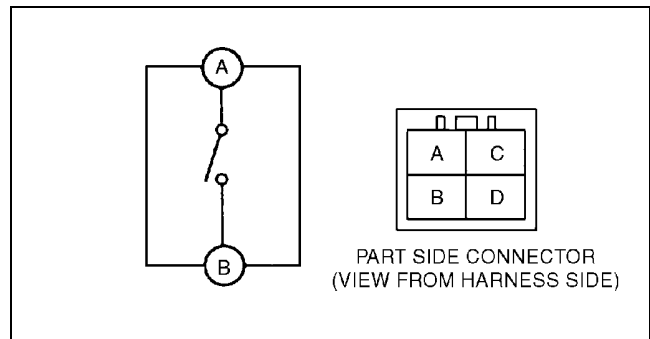 A
B
A C
B D
PART SIDE CONNECTOR
(VIEW FROM HARNESS SIDE)